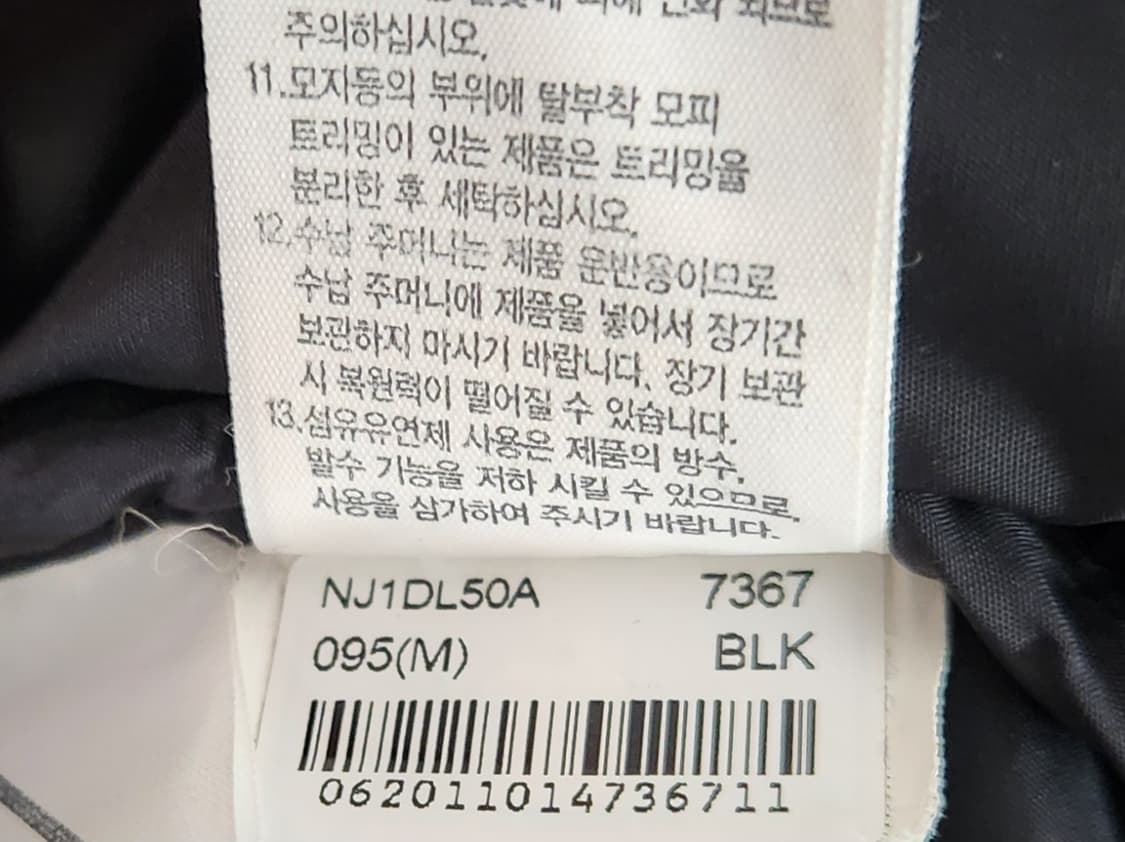 주의하십시오.
11.모자등의 부위에 탈부착 모피
트리밍이 있는 제품은 트리밍을
분리한 후 세탁하십시오.
12.수납 주머니는 제품 운반용이므로
수납 주머니에 제품을 넣어서 장기간
보관하지 마시기 바랍니다. 장기 보관
시 복원력이 떨어질 수 있습니다.
13.섬유유연제 사용은 제품의 방수,
발수 기능을 저하 시킬 수 있으므로,
사용을 삼가하여 주시기 바랍니다.
NJ1DL50A 7367
095(M) BLK
062011014736711